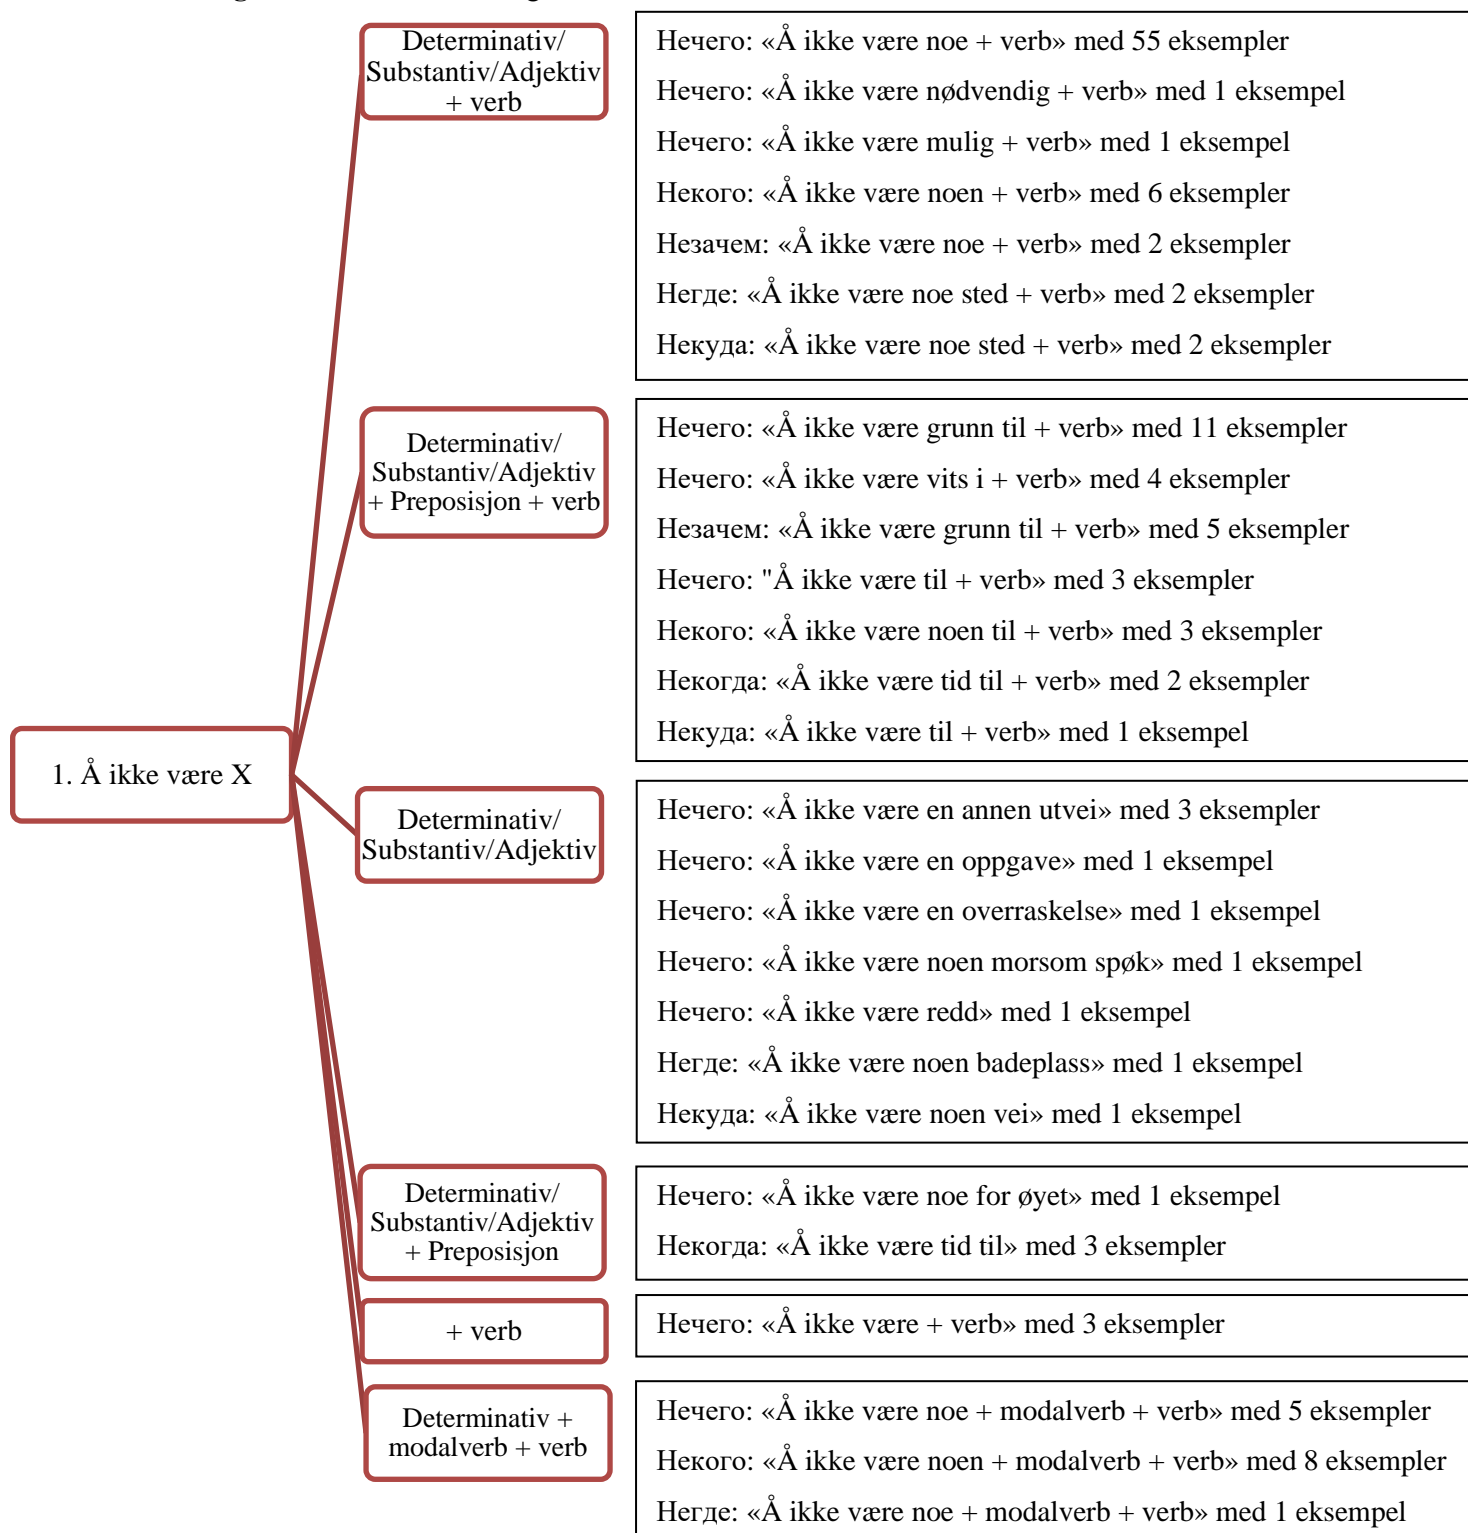 1. Å ikke være X
Determinativ/
Substantiv/Adjektiv
+ verb
Нечего: «Å ikke være noe + verb» med 55 eksempler
Нечего: «Å ikke være nødvendig + verb» med 1 eksempel
Нечего: «Å ikke være mulig + verb» med 1 eksempel
Некого: «Å ikke være noen + verb» med 6 eksempler
Незачем: «Å ikke være noe + verb» med 2 eksempler
Негде: «Å ikke være noe sted + verb» med 2 eksempler
Некуда: «Å ikke være noe sted + verb» med 2 eksempler
Determinativ/
Substantiv/Adjektiv
+ Preposisjon + verb
Нечего: «Å ikke være grunn til + verb» med 11 eksempler
Нечего: «Å ikke være vits i + verb» med 4 eksempler
Незачем: «Å ikke være grunn til + verb» med 5 eksempler
Нечего: "Å ikke være til + verb» med 3 eksempler
Некого: «Å ikke være noen til + verb» med 3 eksempler
Некогда: «Å ikke være tid til + verb» med 2 eksempler
Некуда: «Å ikke være til + verb» med 1 eksempel
Determinativ/
Substantiv/Adjektiv
Нечего: «Å ikke være en annen utvei» med 3 eksempler
Нечего: «Å ikke være en oppgave» med 1 eksempel
Нечего: «Å ikke være en overraskelse» med 1 eksempel
Нечего: «Å ikke være noen morsom spøk» med 1 eksempel
Нечего: «Å ikke være redd» med 1 eksempel
Негде: «Å ikke være noen badeplass» med 1 eksempel
Некуда: «Å ikke være noen vei» med 1 eksempel
Determinativ/
Substantiv/Adjektiv
+ Preposisjon
Нечего: «Å ikke være noe for øyet» med 1 eksempel
Некогда: «Å ikke være tid til» med 3 eksempler
+ verb
Нечего: «Å ikke være + verb» med 3 eksempler
Determinativ +
modalverb + verb
Нечего: «Å ikke være noe + modalverb + verb» med 5 eksempler
Некого: «Å ikke være noen + modalverb + verb» med 8 eksempler
Негде: «Å ikke være noe + modalverb + verb» med 1 eksempel